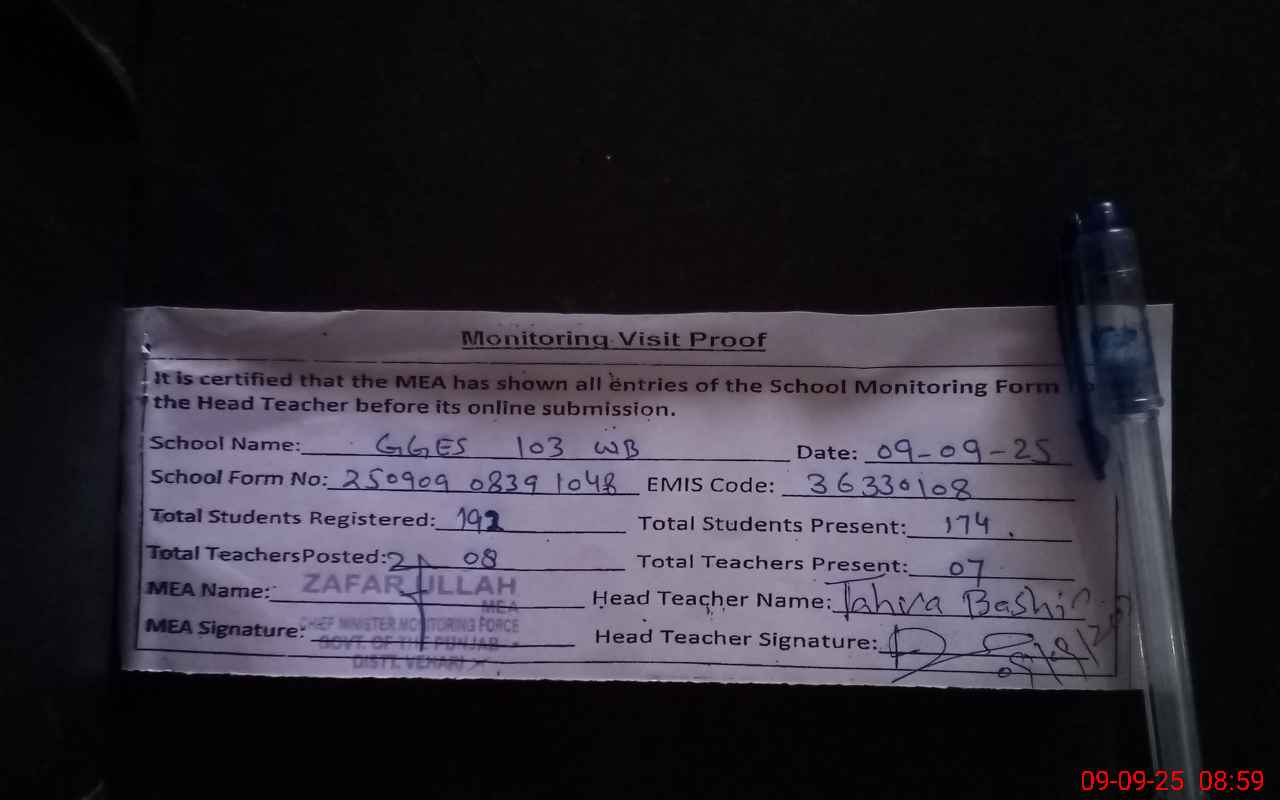 Monitoring Visit Proof
It is certified that the MEA has shown all entries of the School Monitoring Form
the Head Teacher before its online submission.
School Name: GGES 103 WB Date: 09-09-25
School Form No: 250909 0839 1048 EMIS Code: 36330108
Total Students Registered: 192 Total Students Present: 174.
Total TeachersPosted: 08 Total Teachers Present: 07
MEA Name: ZAFAR ULLAH Head Teacher Name: Tahira Bashir
MEA
MEA Signature: CHIEF MINISTER MONITORING FORCE Head Teacher Signature:
GOVT. OF THE PUNJAB
DISTT. VEHARI
09-09-25 08:59